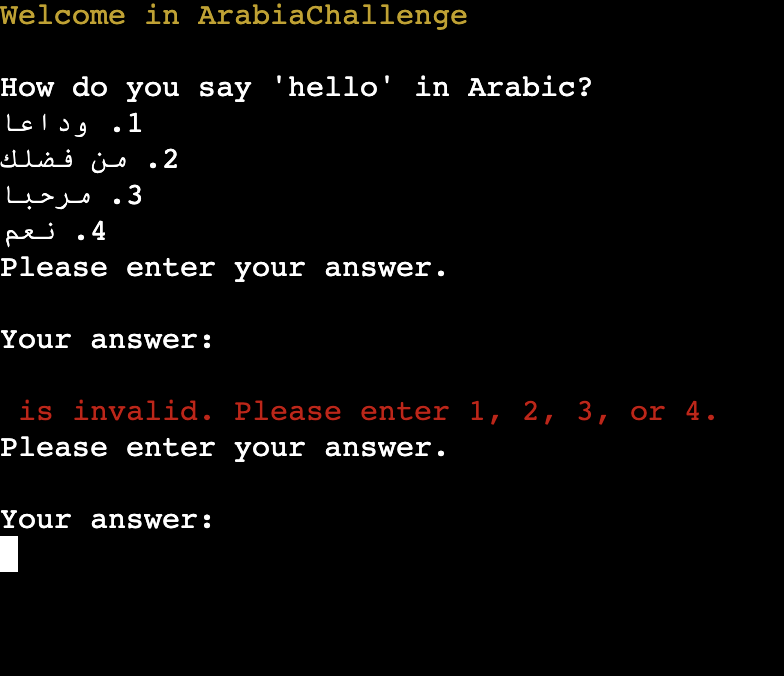 Welcome in ArabiaChallenge
How do you say 'hello' in Arabic?
1. وداعا
2. من فضلك
3. مرحبا
4. نعم
Please enter your answer.
Your answer:
is invalid. Please enter 1, 2, 3, or 4.
Please enter your answer.
Your answer: